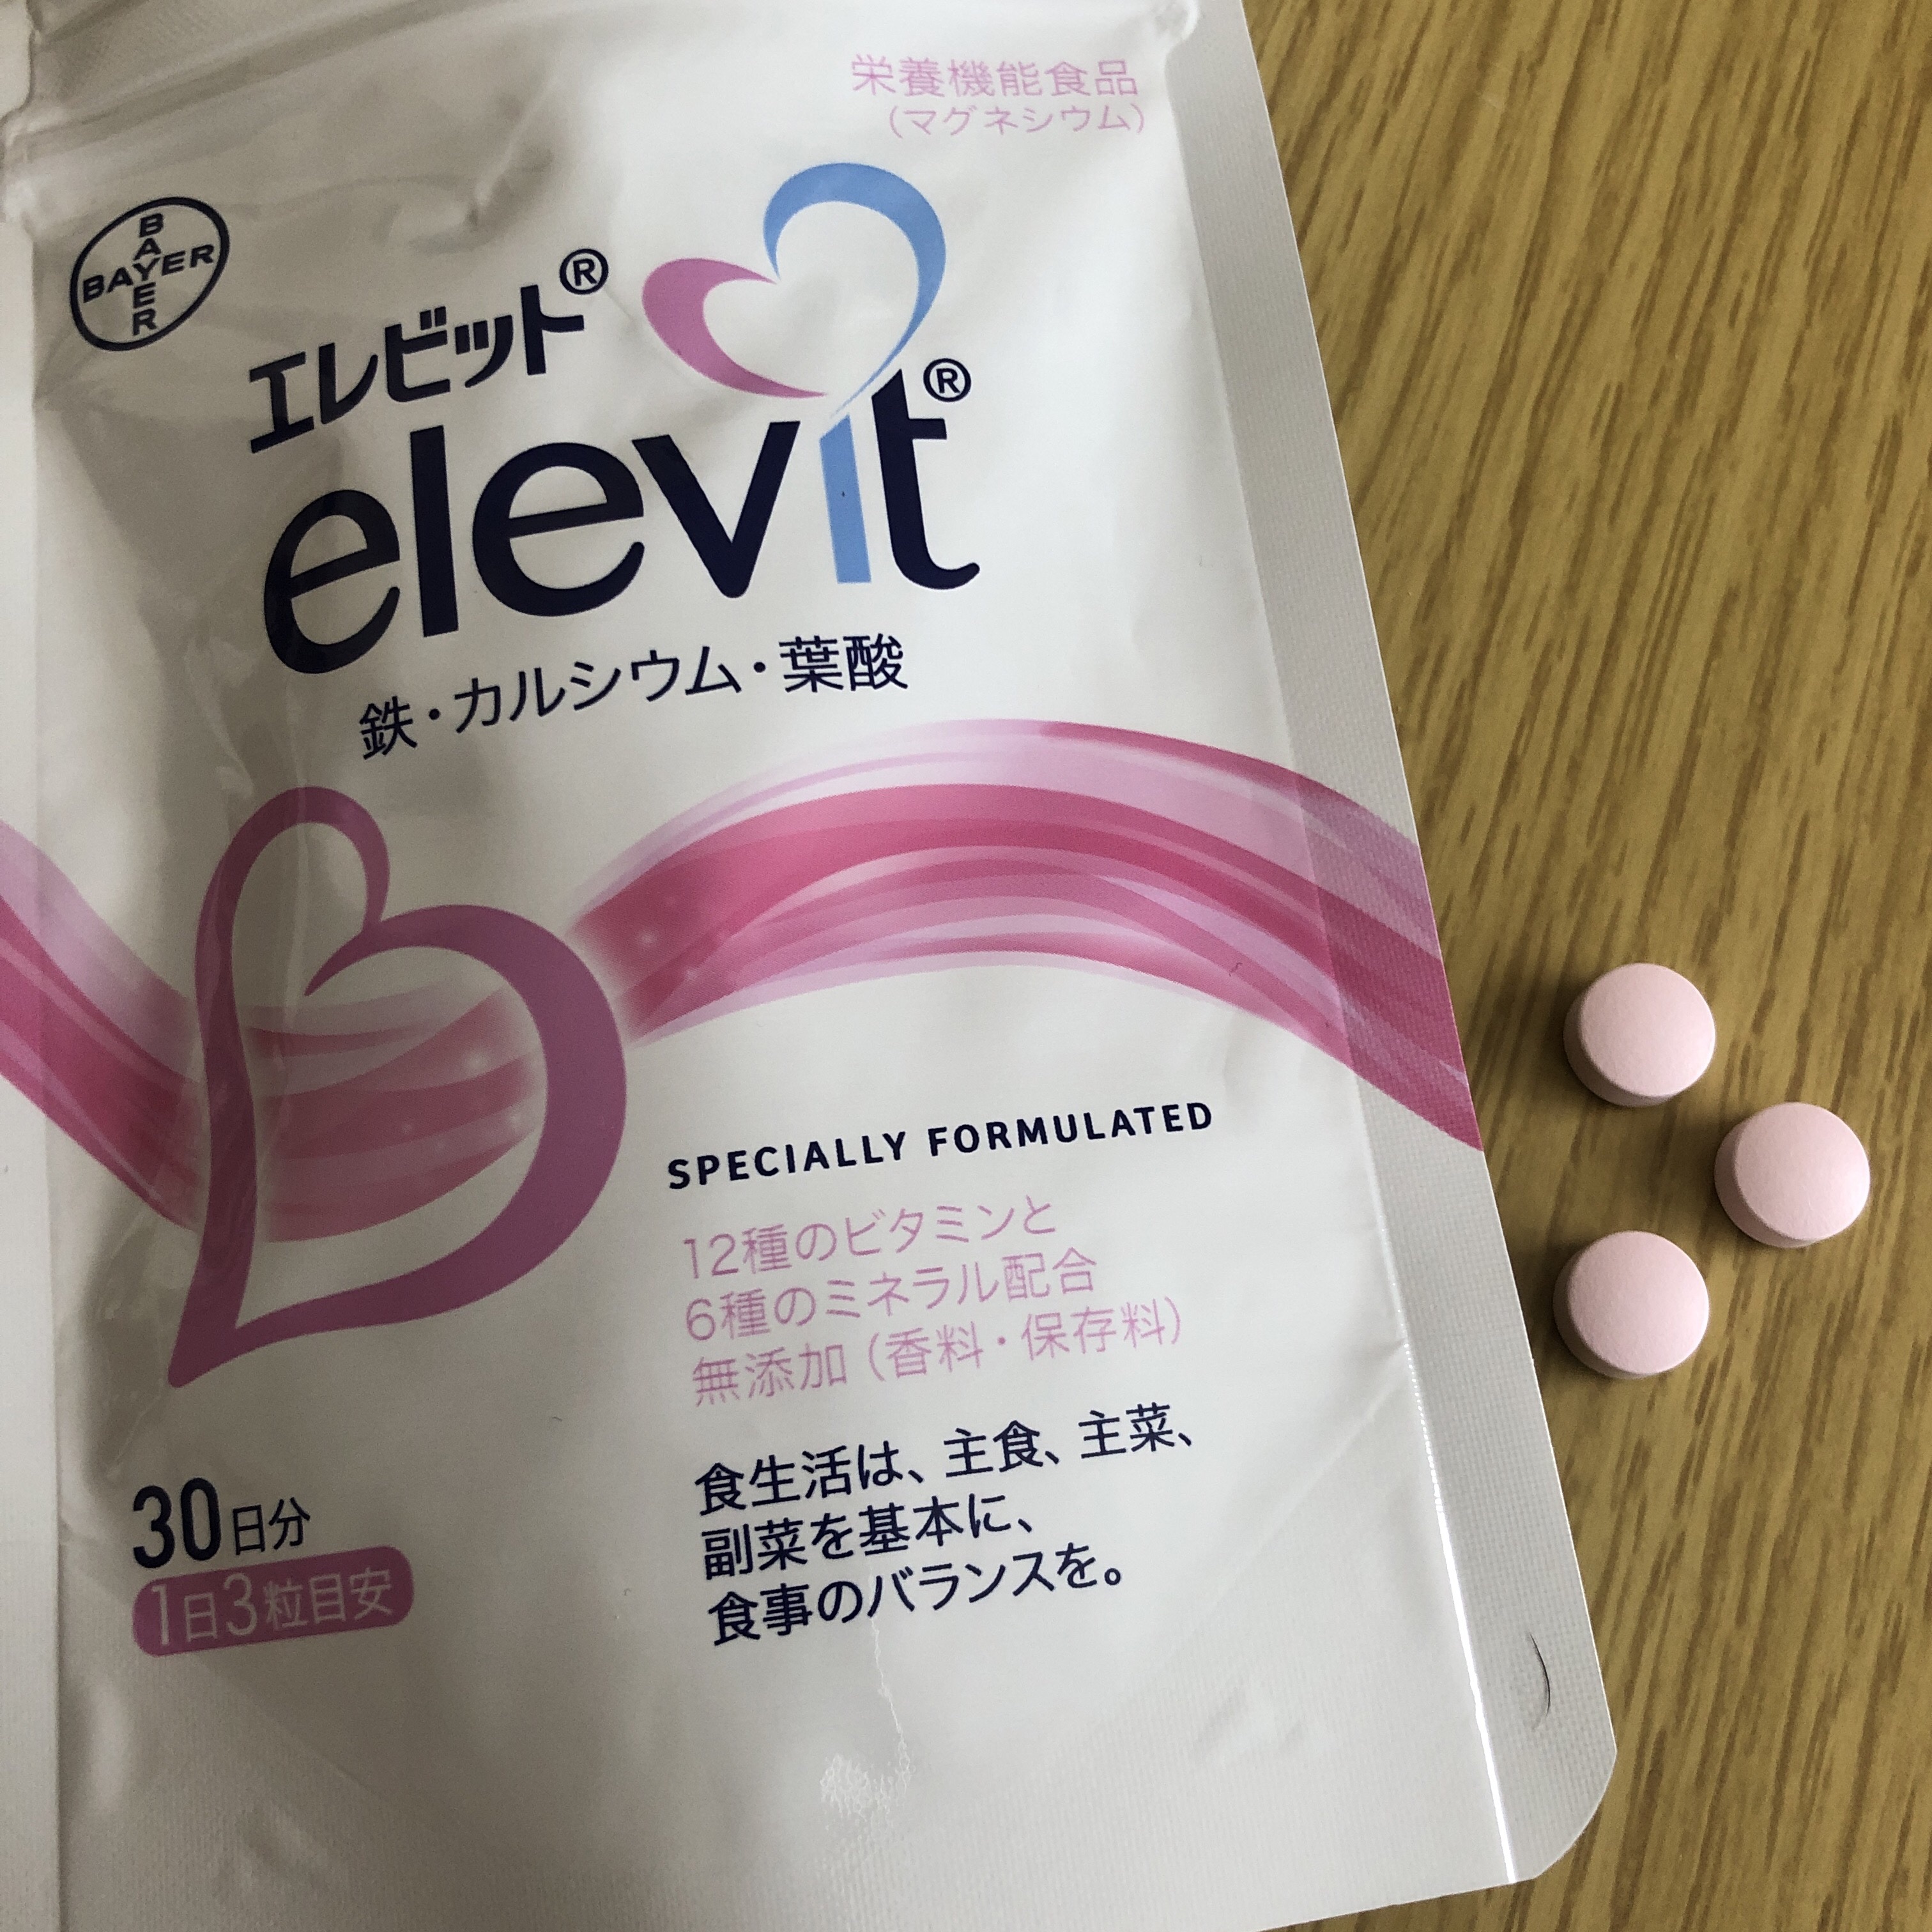 栄養機能食品
（マグネシウム）
BAYER
BAYER
エレビット®
elevit®
鉄・カルシウム・葉酸
SPECIALLY FORMULATED
12種のビタミンと
6種のミネラル配合
無添加（香料・保存料）
食生活は、主食、主菜、
副菜を基本に、
食事のバランスを。
30日分
1日3粒目安